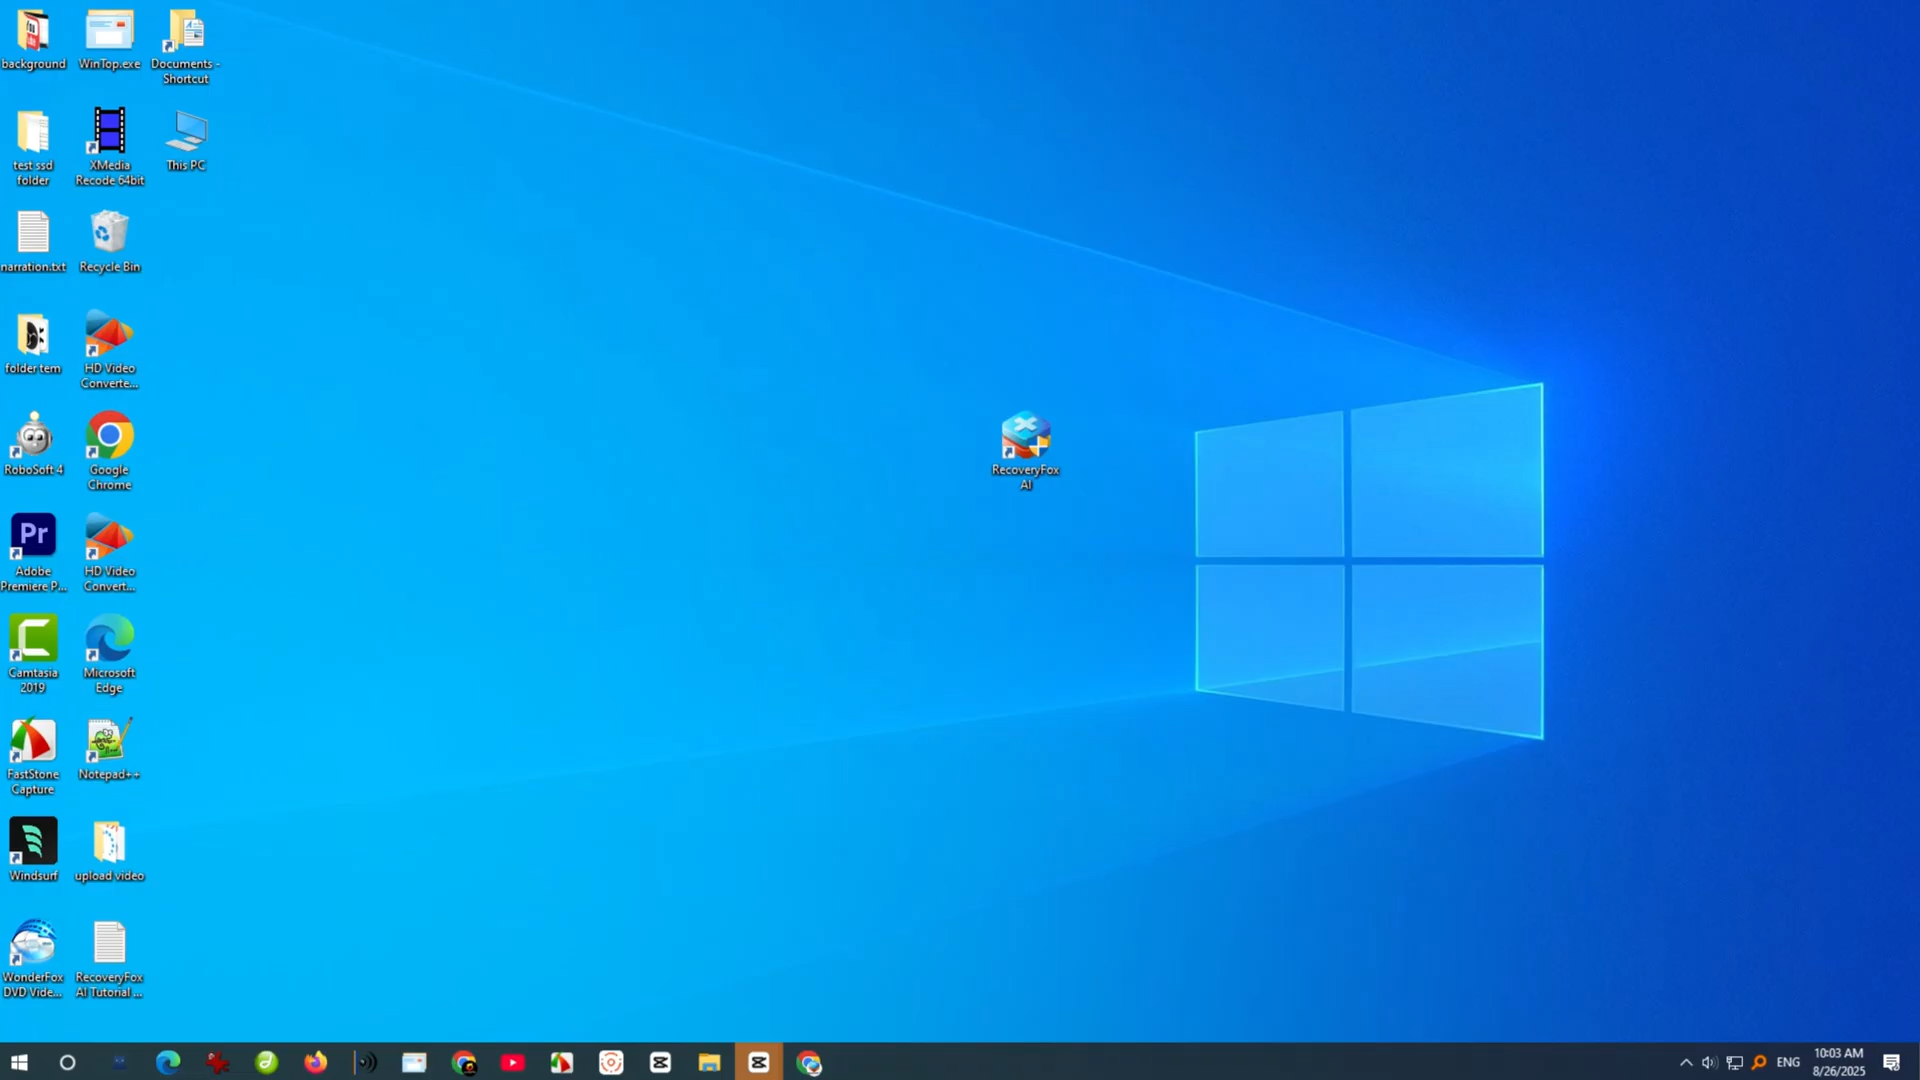 background
WinTop.exe
Documents -
Shortcut
test ssd
folder
XMedia
Recode 64bit
This PC
narration.txt
Recycle Bin
folder tem
HD Video
Converte...
RoboSoft 4
Google
Chrome
RecoveryFox
AI
Pr
Adobe
Premiere P...
HD Video
Convert...
Camtasia
2019
Microsoft
Edge
FastStone
Capture
Notepad++
Windsurf
upload video
WonderFox
DVD Vide...
RecoveryFox
AI Tutorial ...
ENG
10:03 AM
8/26/2025